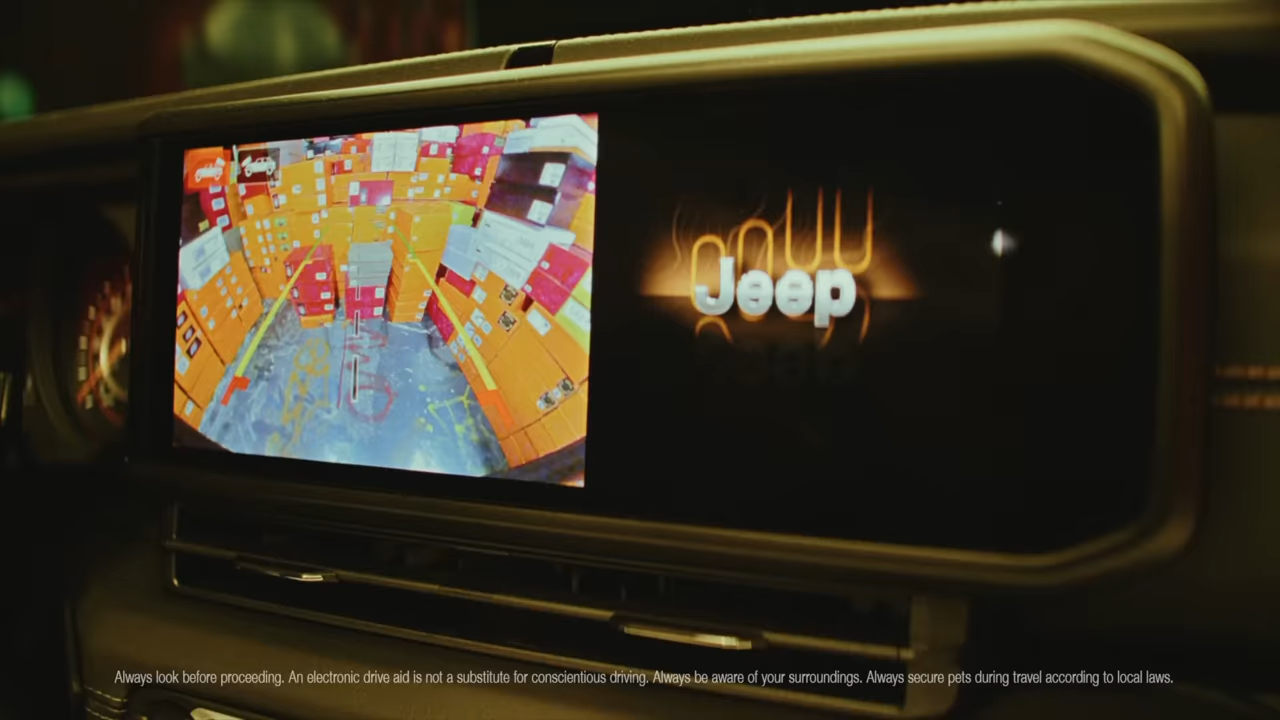 Jeep
Always look before proceeding. An electronic drive aid is not a substitute for conscientious driving. Always be aware of your surroundings. Always secure pets during travel according to local laws.